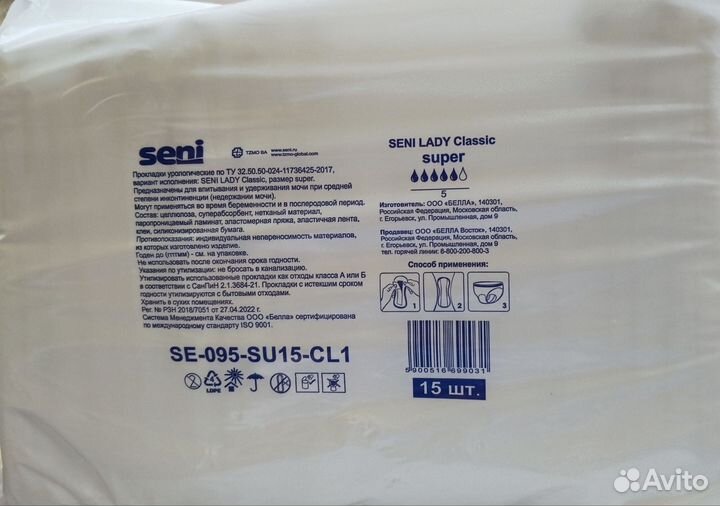 seni
TZMO BA
www.seni.ru
www.tzmo-global.com
Прокладки урологические по ТУ 32.50.50-024-11736425-2017,
вариант исполнения: SENI LADY Classic, размер super.
Предназначены для впитывания и удерживания мочи при средней
степени инконтиненции (недержании мочи).
Могут применяться во время беременности и в послеродовой период.
Состав: целлюлоза, суперабсорбент, нетканый материал,
паропроницаемый ламинат, эластомерная пряжа, эластичная лента,
клеи, силиконизированная бумага.
Противопоказания: индивидуальная непереносимость материалов,
из которых изготовлено изделие.
Годен до (гггг/мм) - см. на упаковке.
Не использовать после окончания срока годности.
Указания по утилизации: не бросать в канализацию.
Утилизировать использованные прокладки как отходы класса А или Б
в соответствии с СанПиН 2.1.3684-21. Прокладки с истекшим сроком
годности утилизируются с бытовыми отходами.
Хранить в сухих помещениях.
Рег. № РЗН 2018/7051 от 27.04.2022 г.
Система Менеджмента Качества ООО «Белла» сертифицирована
по международному стандарту ISO 9001.
SE-095-SU15-CL1
4
LDPE
SENI LADY Classic
super
5
Изготовитель: ООО «БЕЛЛА», 140301,
Российская Федерация, Московская область,
г. Егорьевск, ул. Промышленная, дом 9
Продавец: ООО «БЕЛЛА Восток», 140301,
Российская Федерация, Московская область,
г. Егорьевск, ул. Промышленная, дом 9
тел. горячей линии: 6-800-200-800-3
Способ применения:
1
2
3
5900516699031
15 шт.
Avito